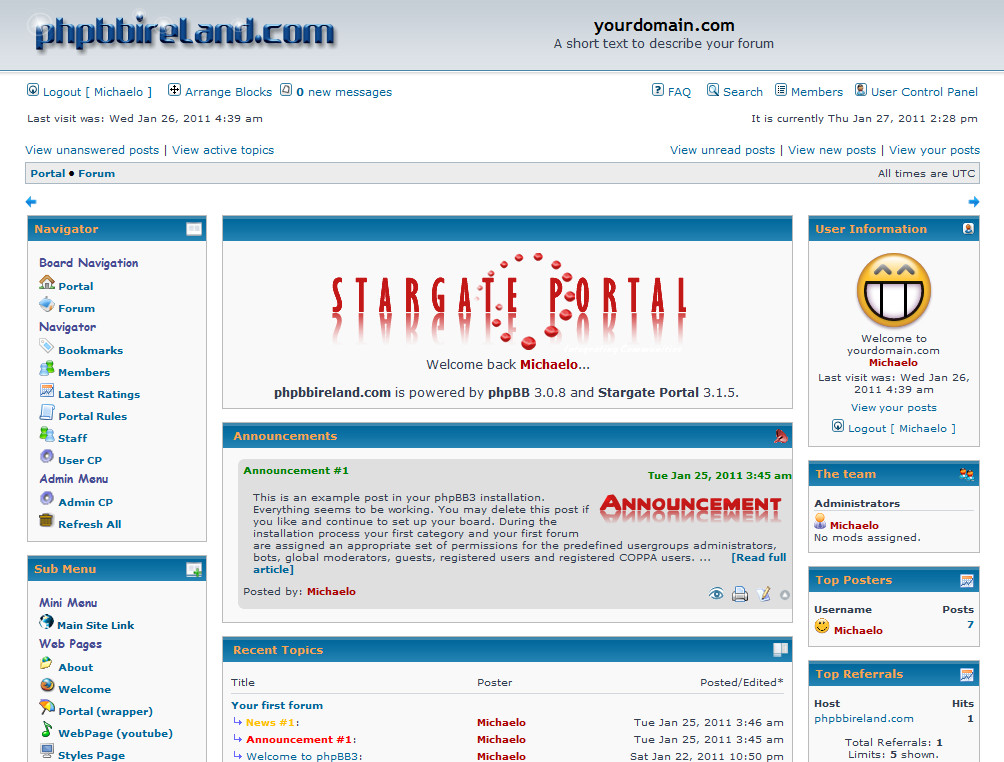 phpbbireland.com
yourdomain.com
A short text to describe your forum
Logout [ Michaelo ] Arrange Blocks 0 new messages
FAQ Search Members User Control Panel
Last visit was: Wed Jan 26, 2011 4:39 am
It is currently Thu Jan 27, 2011 2:28 pm
View unanswered posts | View active topics
View unread posts | View new posts | View your posts
Portal • Forum
All times are UTC
Navigator
Board Navigation
Portal
Forum
Navigator
Bookmarks
Members
Latest Ratings
Portal Rules
Staff
User CP
Admin Menu
Admin CP
Refresh All
Sub Menu
Mini Menu
Main Site Link
Web Pages
About
Welcome
Portal (wrapper)
WebPage (youtube)
Styles Page
STARGATE PORTAL
Welcome back Michaelo...
phpbbireland.com is powered by phpBB 3.0.8 and Stargate Portal 3.1.5.
Announcements
Announcement #1
Tue Jan 25, 2011 3:45 am
ANNOUNCEMENT
This is an example post in your phpBB3 installation.
Everything seems to be working. You may delete this post if
you like and continue to set up your board. During the
installation process your first category and your first forum
are assigned an appropriate set of permissions for the predefined usergroups administrators,
bots, global moderators, guests, registered users and registered COPPA users. ... [Read full
article]
Posted by: Michaelo
Recent Topics
Title Poster Posted/Edited*
Your first forum
News #1: Michaelo Tue Jan 25, 2011 3:46 am
Announcement #1: Michaelo Tue Jan 25, 2011 3:45 am
Welcome to phpBB3: Michaelo Sat Jan 22, 2011 10:50 pm
User Information
Welcome to
yourdomain.com
Michaelo
Last visit was: Wed Jan 26,
2011 4:39 am
View your posts
Logout [ Michaelo ]
The team
Administrators
Michaelo
No mods assigned.
Top Posters
Username Posts
Michaelo 7
Top Referrals
Host Hits
phpbbireland.com 1
Total Referrals: 1
Limits: 5 shown.